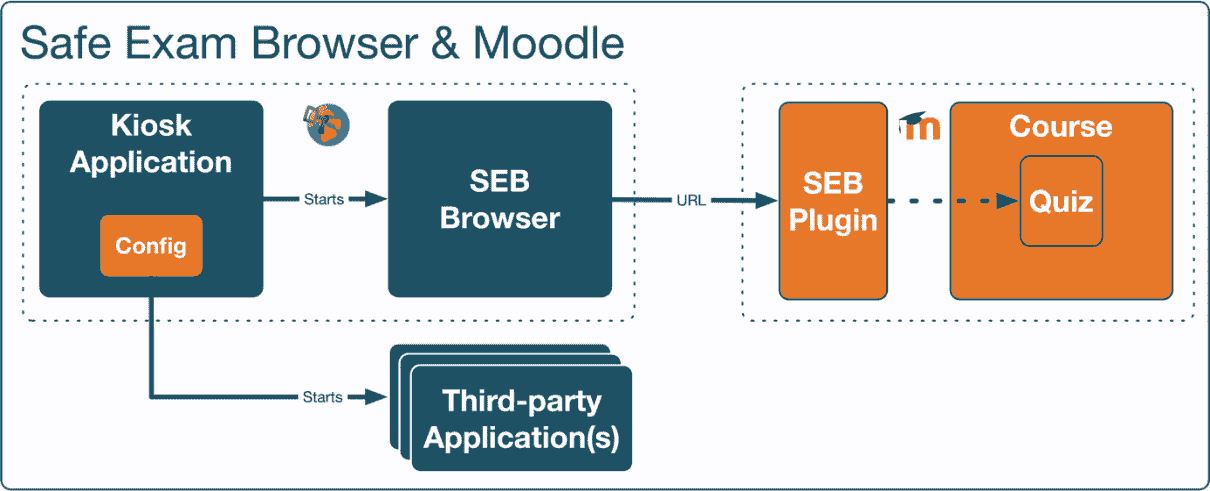 Safe Exam Browser & Moodle
Kiosk
Application
Config
Starts
SEB
Browser
URL
SEB
Plugin
m
Course
Quiz
Starts
Third-party
Application(s)